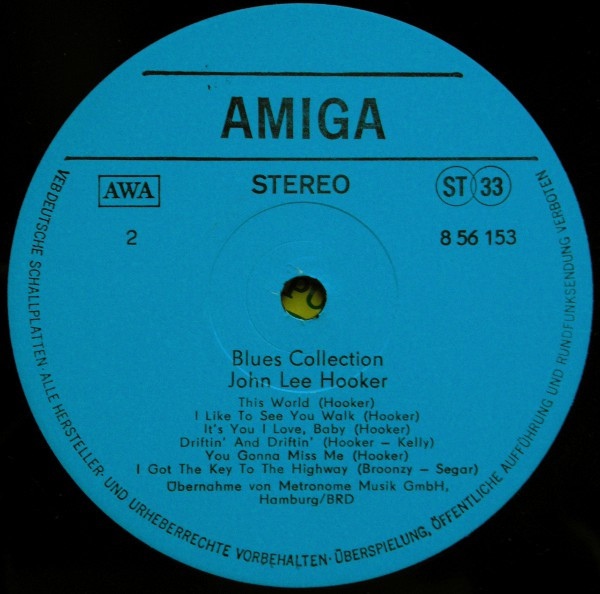 AMIGA
AWA
STEREO
ST 33
2
8 56 153
Blues Collection
John Lee Hooker
This World (Hooker)
I Like To See You Walk (Hooker)
It's You I Love, Baby (Hooker)
Driftin' And Driftin' (Hooker – Kelly)
You Gonna Miss Me (Hooker)
I Got The Key To The Highway (Broonzy – Segar)
Übernahme von Metronome Musik GmbH,
Hamburg/BRD
VEB DEUTSCHE SCHALLPLATTEN · ALLE HERSTELLER- UND URHEBERRECHTE VORBEHALTEN · ÜBERSPIELUNG, ÖFFENTLICHE AUFFÜHRUNG UND RUNDFUNKSENDUNG VERBOTEN